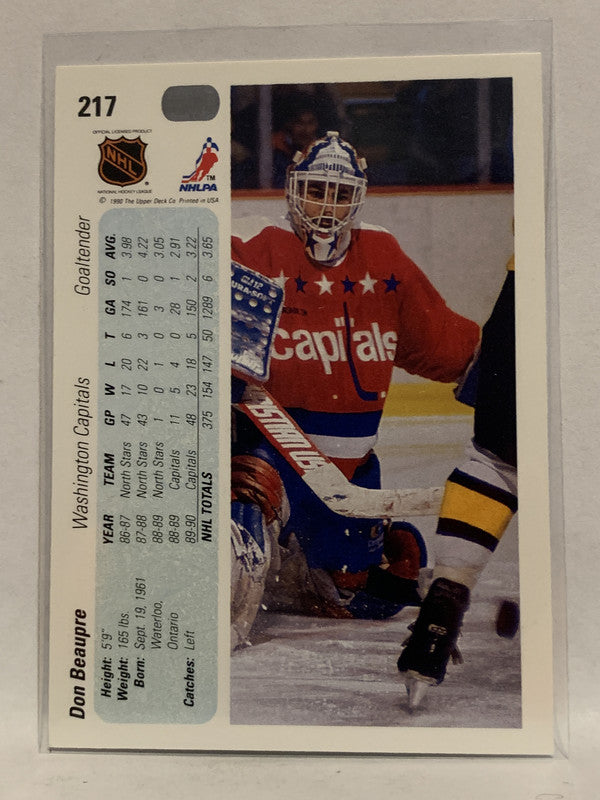 217
OFFICIAL LICENSED PRODUCT
NHL
®
NATIONAL HOCKEY LEAGUE
TM
NHLPA
© 1990 The Upper Deck Co. Printed in USA
Don Beaupre Washington Capitals Goaltender
Height: 5'9"
Weight: 165 lbs.
Born: Sept. 19, 1961
Waterloo,
Ontario
Catches: Left
YEAR TEAM GP W L T GA SO AVG.
86-87 North Stars 47 17 20 6 174 1 3.98
87-88 North Stars 43 10 22 3 161 0 4.22
88-89 North Stars 1 0 1 0 3 0 3.05
88-89 Capitals 11 5 4 0 28 1 2.91
89-90 Capitals 48 23 18 5 150 2 3.22
NHL TOTALS 375 154 147 50 1289 6 3.65
capitals